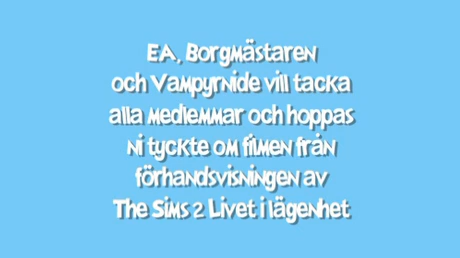 EA, Borgmästaren
och Vampyrnide vill tacka
alla medlemmar och hoppas
ni tyckte om filmen från
förhandsvisningen av
The Sims 2 Livet i lägenhet